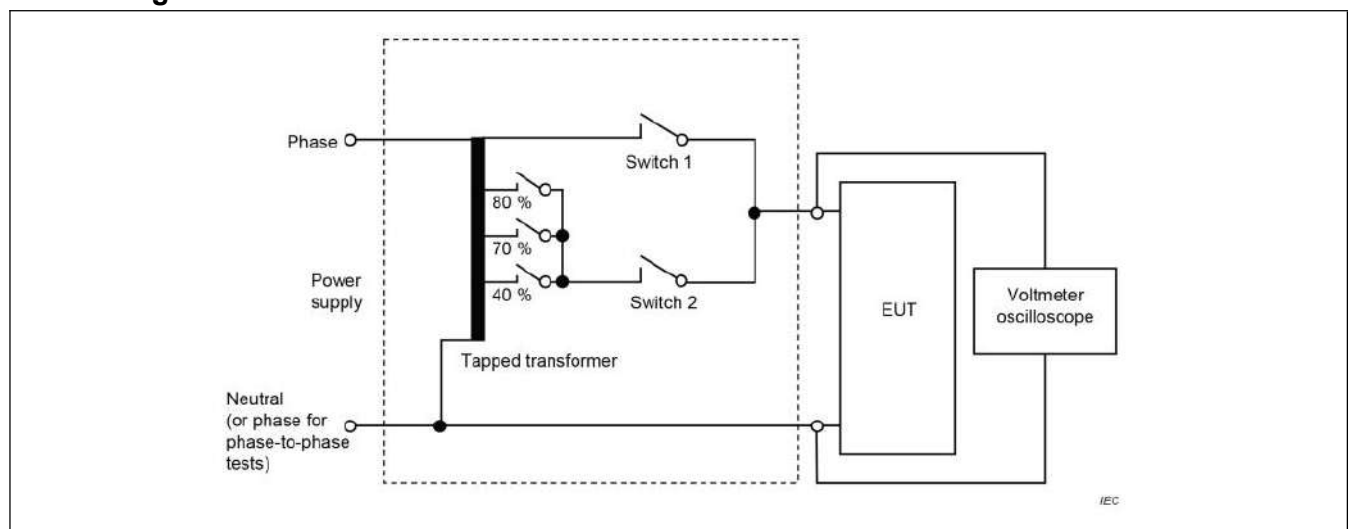 Phase
Switch 1
80 %
70 %
40 %
Power
supply
Switch 2
EUT
Voltmeter
oscilloscope
Tapped transformer
Neutral
(or phase for
phase-to-phase
tests)
IEC